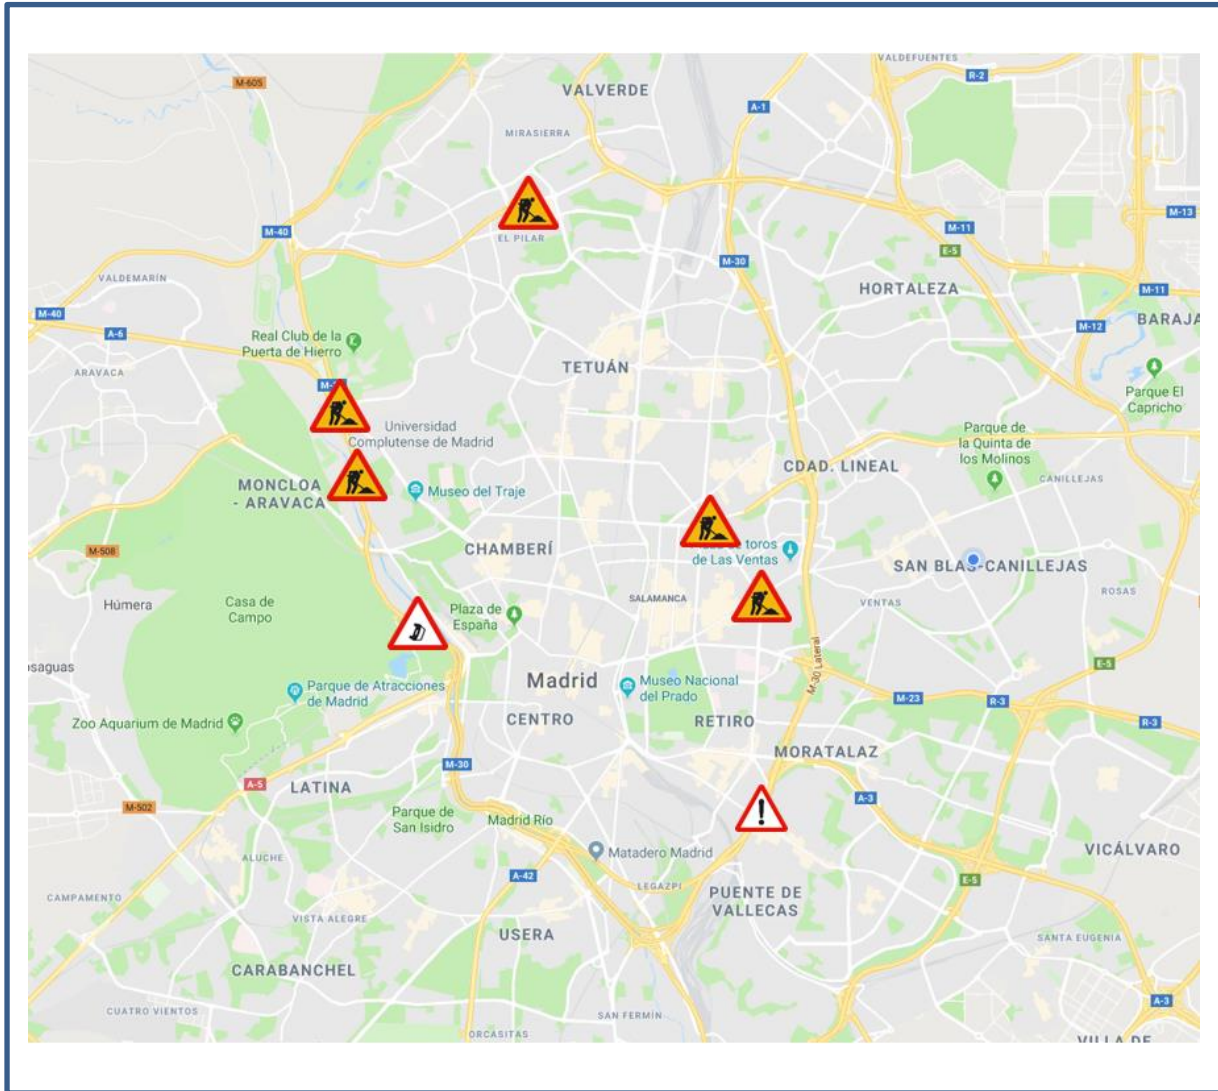 VALDEFUENTES
M-605
R-2
VALVERDE
A-1
MIRASIERRA
M-13
M-40
M-11
EL PILAR
E-5
M-30
VALDEMARÍN
HORTALEZA
M-11
M-40
M-12
BARAJA
A-6
Real Club de la
Puerta de Hierro
TETUÁN
ARAVACA
Parque El
Capricho
Universidad
Complutense de Madrid
Parque de
la Quinta de
los Molinos
CDAD. LINEAL
CANILLEJAS
MONCLOA
- ARAVACA
Museo del Traje
M-508
CHAMBERÍ
de toros
de Las Ventas
SAN BLAS-CANILLEJAS
ROSAS
Húmera
Casa de
Campo
Plaza de
España
SALAMANCA
VENTAS
M-30 Lateral
E-5
osaguas
Parque de Atracciones
de Madrid
Madrid
Museo Nacional
del Prado
M-23
R-3
R-3
Zoo Aquarium de Madrid
CENTRO
RETIRO
MORATALAZ
M-30
A-5
LATINA
M-502
A-3
Parque de
San Isidro
Madrid Río
Matadero Madrid
VICÁLVARO
ALUCHE
A-42
LEGAZPI
E-5
CAMPAMENTO
PUENTE DE
VALLECAS
VISTA ALEGRE
USERA
SANTA EUGENIA
CARABANCHEL
A-3
CUATRO VIENTOS
SAN FERMÍN
ORCASITAS
VILLA DE